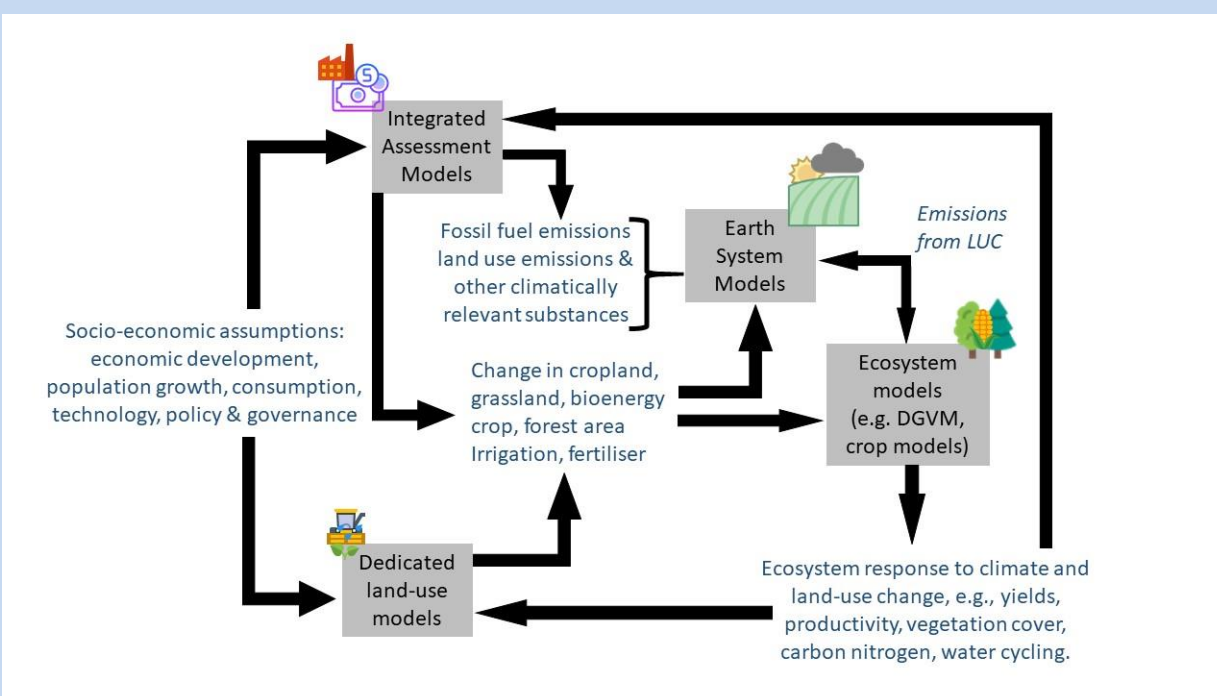 Integrated
Assessment
Models
Fossil fuel emissions
land use emissions &
other climatically
relevant substances
Earth
System
Models
Emissions
from LUC
Socio-economic assumptions:
economic development,
population growth, consumption,
technology, policy & governance
Change in cropland,
grassland, bioenergy
crop, forest area
Irrigation, fertiliser
Ecosystem
models
(e.g. DGVM,
crop models)
Dedicated
land-use
models
Ecosystem response to climate and
land-use change, e.g., yields,
productivity, vegetation cover,
carbon nitrogen, water cycling.